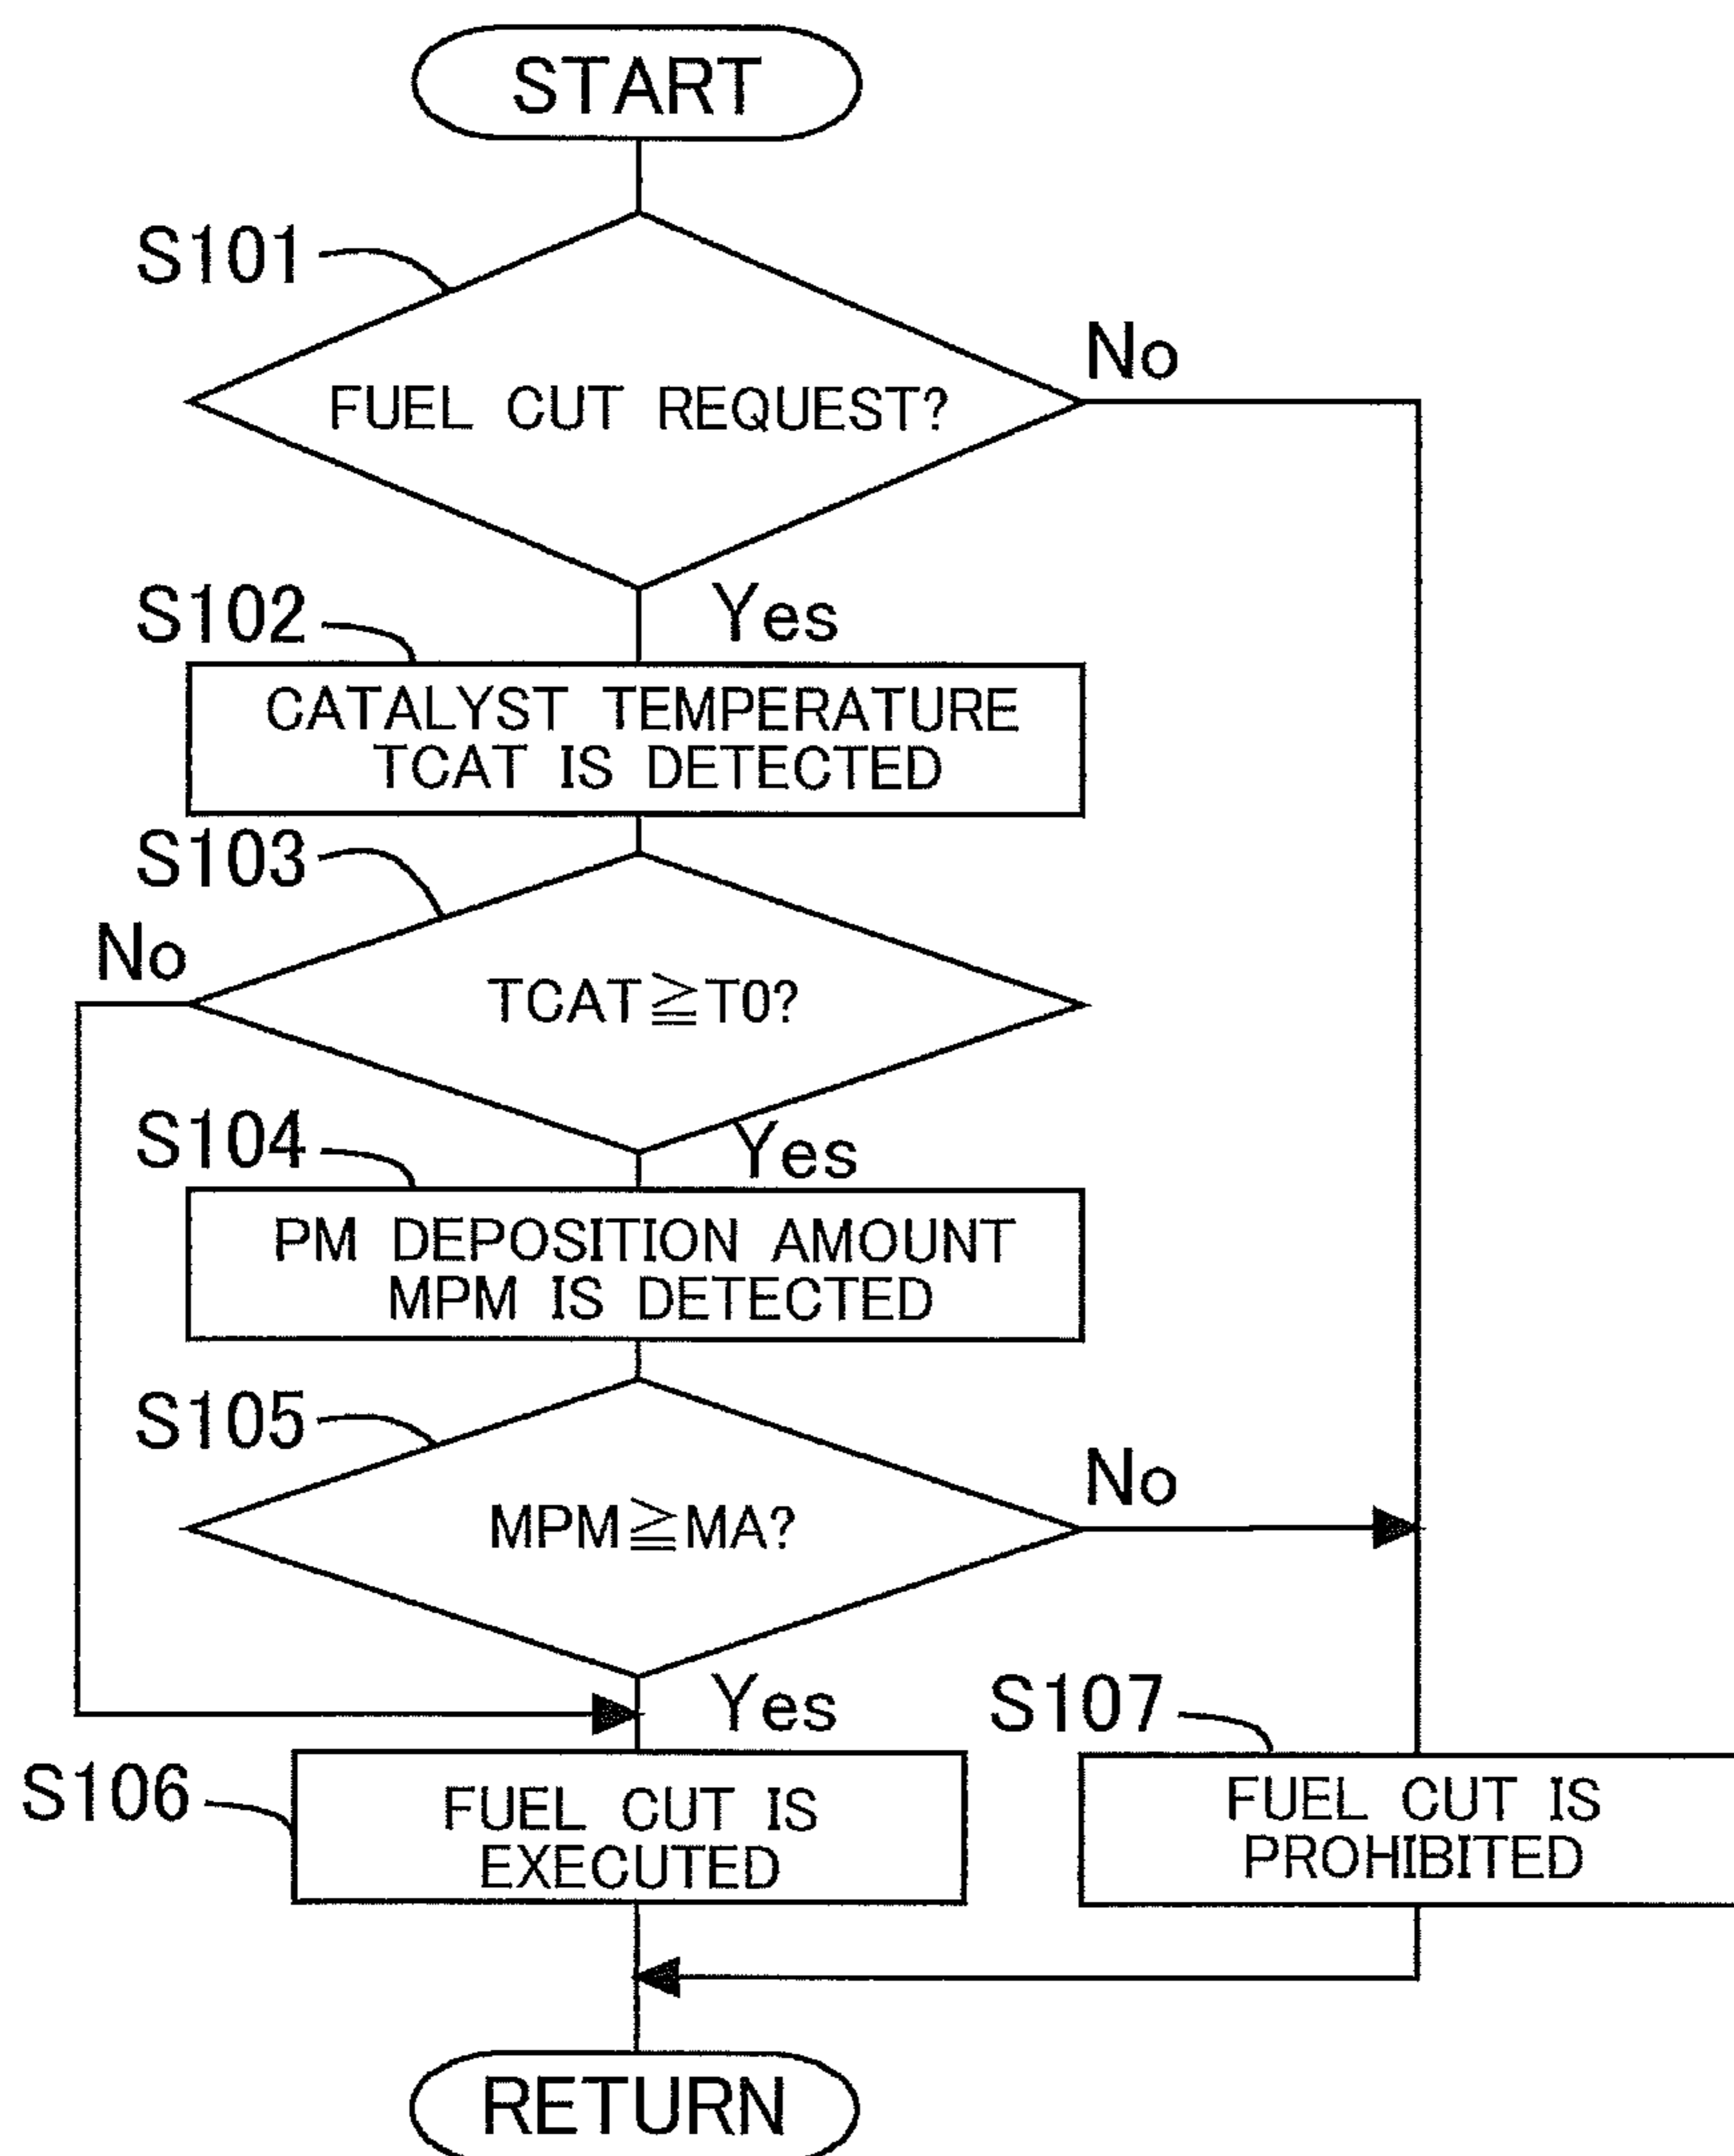 START
S101
No
FUEL CUT REQUEST?
S102
Yes
CATALYST TEMPERATURE
TCAT IS DETECTED
S103
No
TCAT≧T0?
S104
Yes
PM DEPOSITION AMOUNT
MPM IS DETECTED
S105
No
MPM≧MA?
Yes
S107
S106
FUEL CUT IS
EXECUTED
FUEL CUT IS
PROHIBITED
RETURN